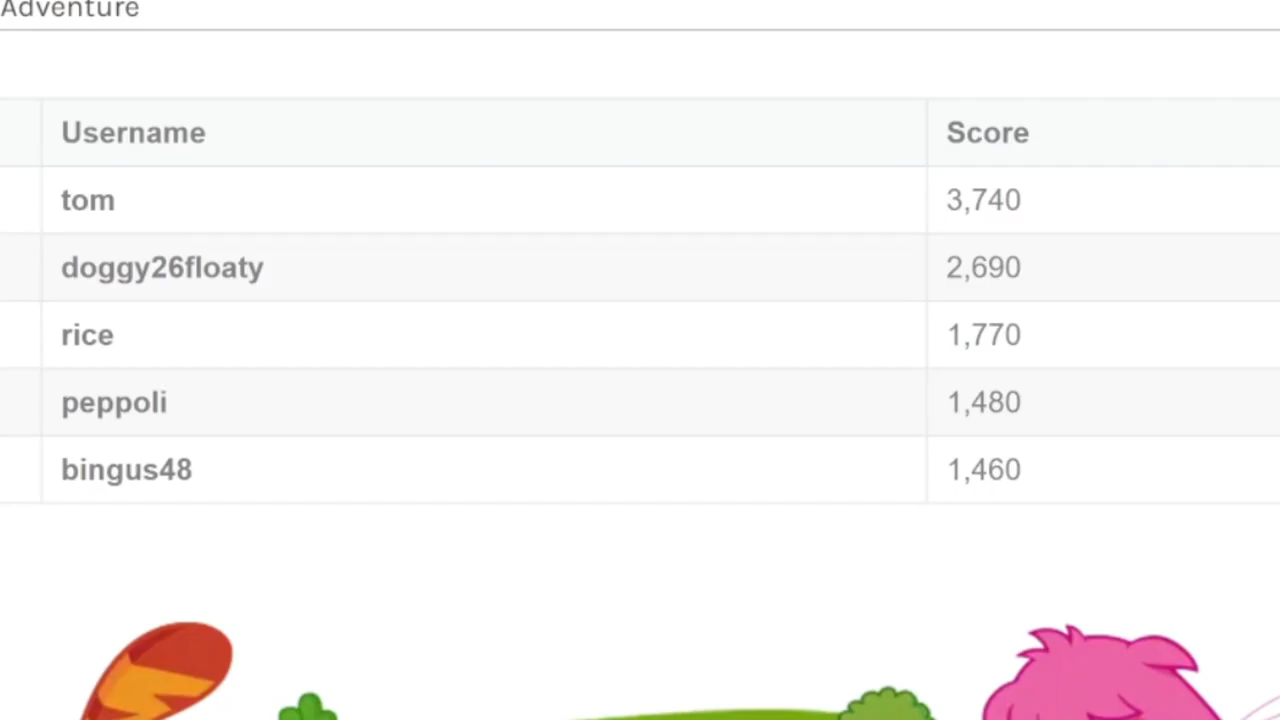 Adventure
Username Score
tom 3,740
doggy26floaty 2,690
rice 1,770
peppoli 1,480
bingus48 1,460